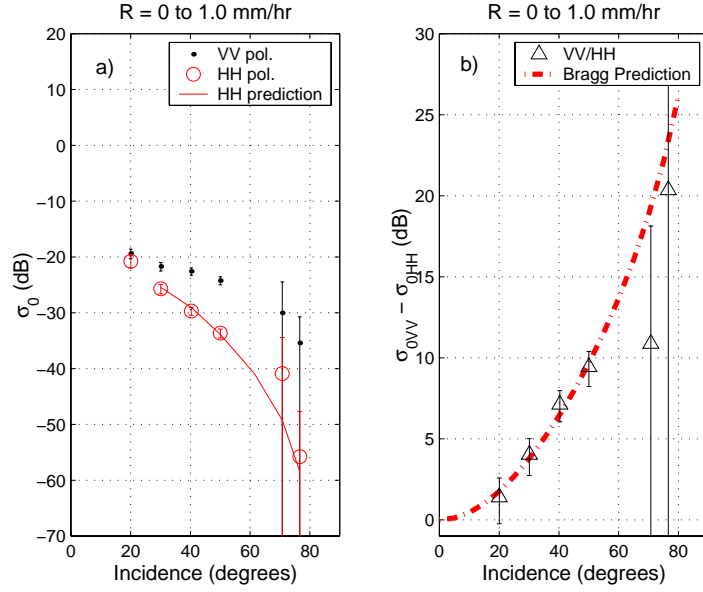 R = 0 to 1.0 mm/hr
a)
VV pol.
HH pol.
HH prediction
20
10
0
−10
−20
−30
−40
−50
−60
−70
σ0 (dB)
0 20 40 60 80
Incidence (degrees)
R = 0 to 1.0 mm/hr
b)
VV/HH
Bragg Prediction
30
25
20
15
10
5
0
σ0VV − σ0HH (dB)
0 20 40 60 80
Incidence (degrees)